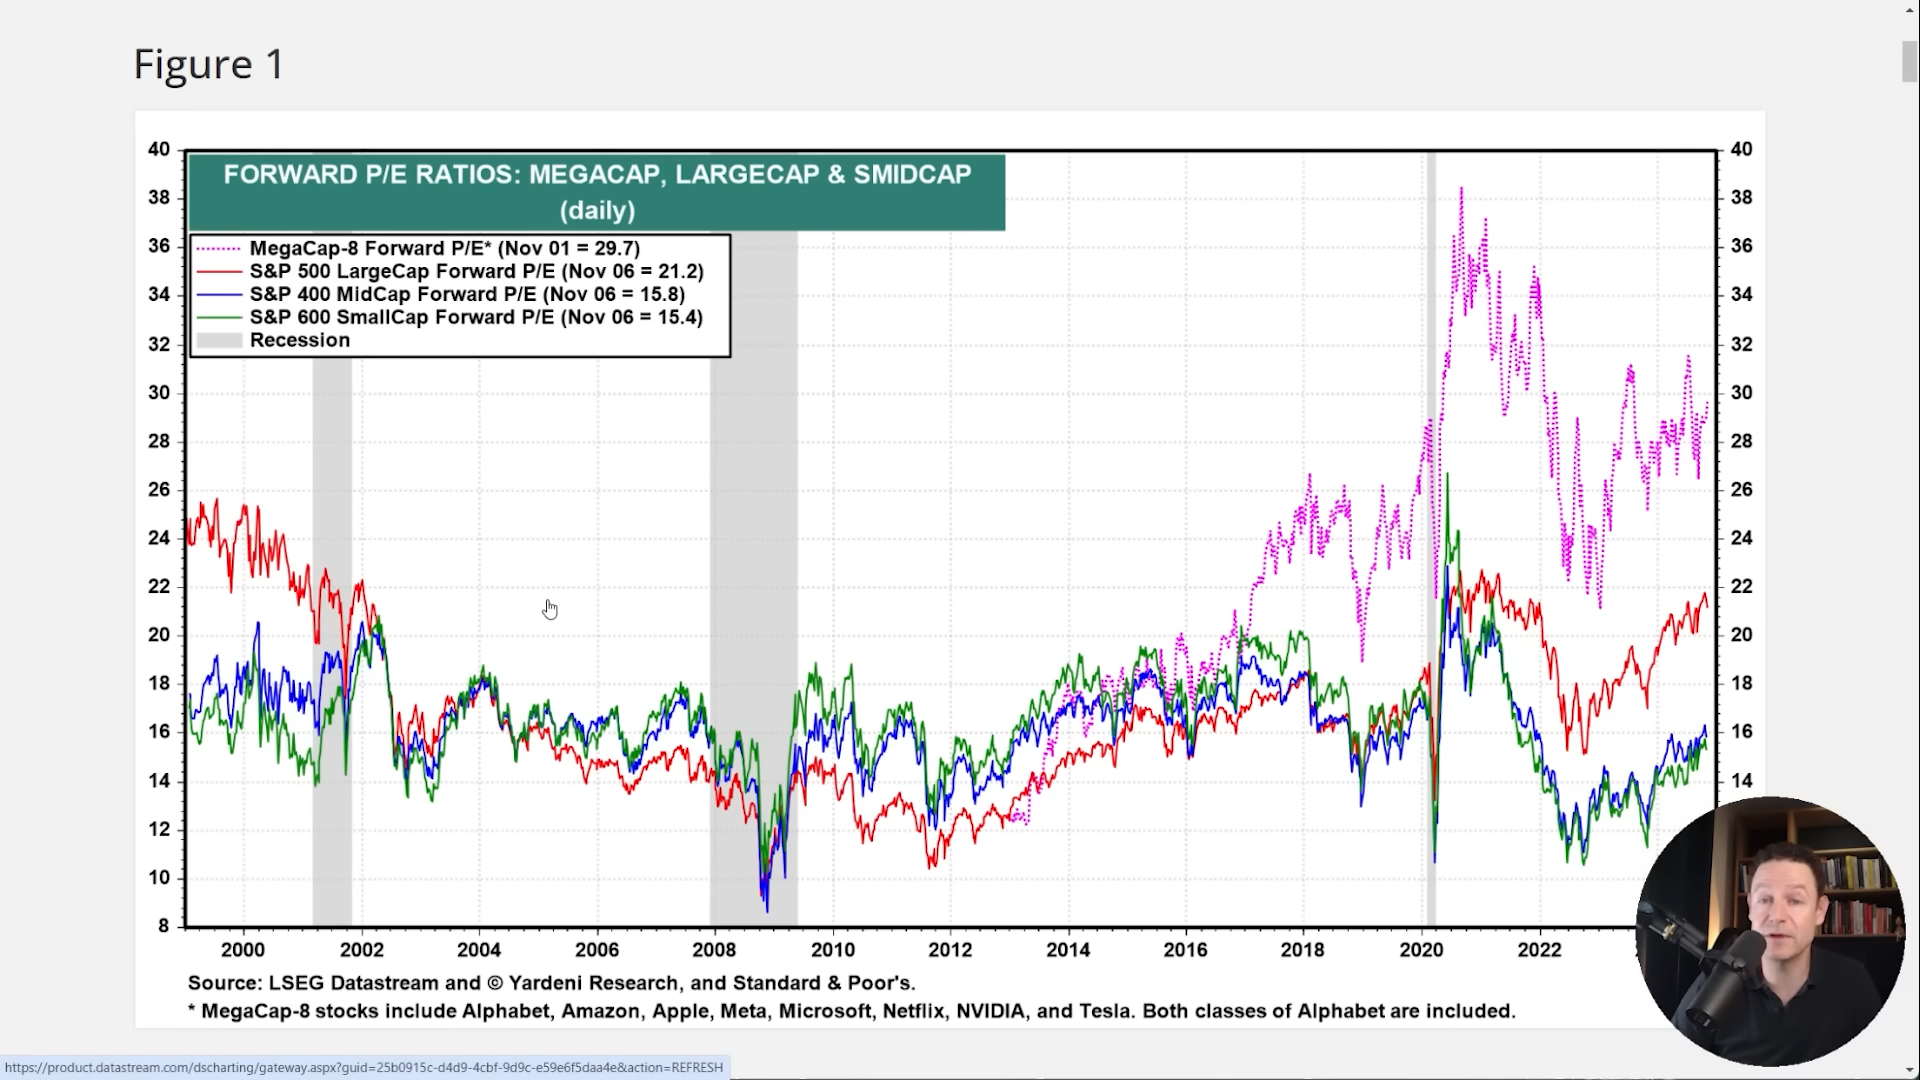 Figure 1
FORWARD P/E RATIOS: MEGACAP, LARGECAP & SMIDCAP
(daily)
MegaCap-8 Forward P/E* (Nov 01 = 29.7)
S&P 500 LargeCap Forward P/E (Nov 06 = 21.2)
S&P 400 MidCap Forward P/E (Nov 06 = 15.8)
S&P 600 SmallCap Forward P/E (Nov 06 = 15.4)
Recession
40
38
36
34
32
30
28
26
24
22
20
18
16
14
12
10
8
40
38
36
34
32
30
28
26
24
22
20
18
16
14
2000 2002 2004 2006 2008 2010 2012 2014 2016 2018 2020 2022
Source: LSEG Datastream and © Yardeni Research, and Standard & Poor's.
* MegaCap-8 stocks include Alphabet, Amazon, Apple, Meta, Microsoft, Netflix, NVIDIA, and Tesla. Both classes of Alphabet are included.
https://product.datastream.com/dscharting/gateway.aspx?guid=25b0915c-d4d9-4cbf-9d9c-e59e6f5daa4e&action=REFRESH